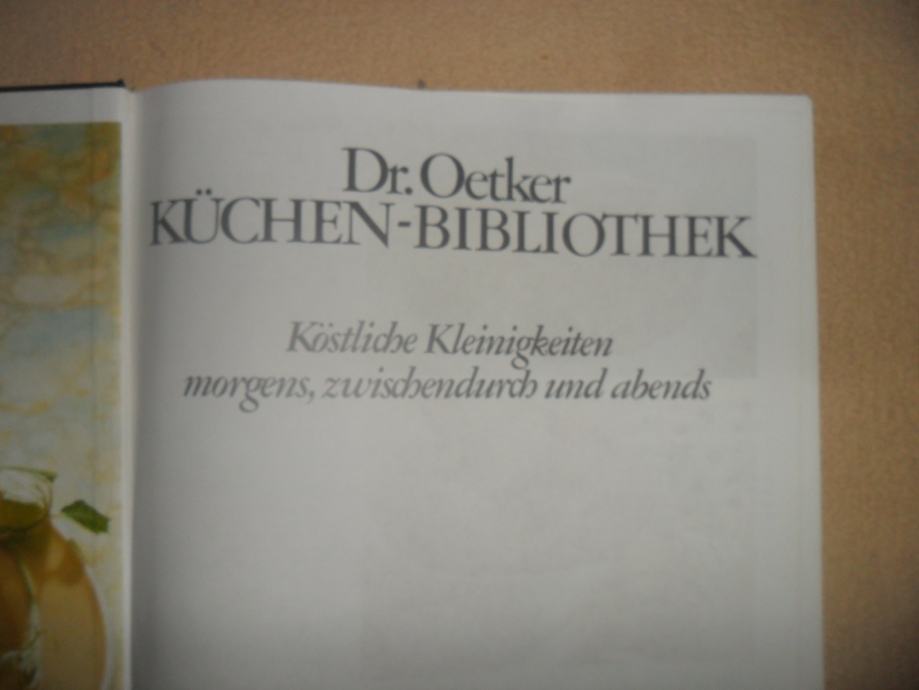 Dr. Oetker
KÜCHEN-BIBLIOTHEK
Köstliche Kleinigkeiten
morgens, zwischendurch und abends